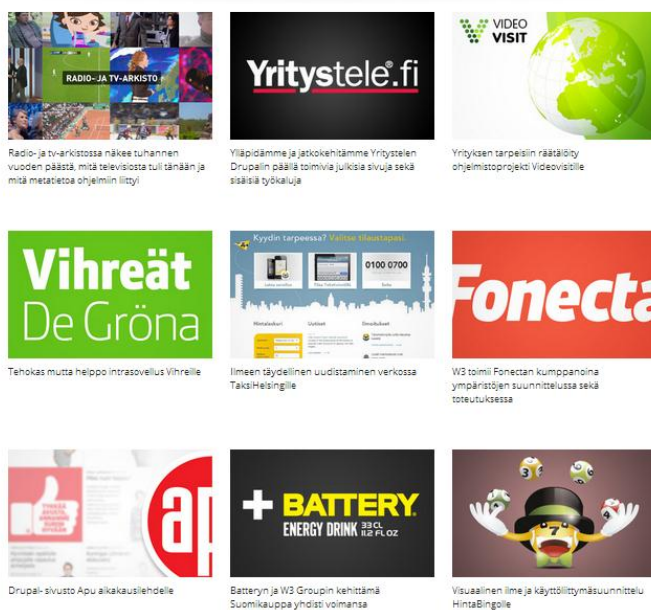 RADIO- JA TV-ARKISTO
Yritystele.fi
VIDEO
VISIT
Radio- ja tv-arkistossa näkee tuhannen
vuoden päästä, mitä televisiosta tuli tänään ja
mitä metatietoa ohjelmiin liittyi
Ylläpidämme ja jatkokehitämme Yritystelen
Drupalin päällä toimivia julkisia sivuja sekä
sisäisiä työkaluja
Yrityksen tarpeisiin räätälöity
ohjelmistoprojekti Videovisitille
Vihreät
De Gröna
Kyydin tarpeessa? Valitse tilaustapasi.
0100 0700
Hintalaskuri
Uutiset
Ilmoitukset
Fonecta
Tehokas mutta helppo intrasovellus Vihreille
Ilmeen täydellinen uudistaminen verkossa
TaksiHelsingille
W3 toimii Fonectan kumppanoina
ympäristöjen suunnittelussa sekä
toteutuksessa
ap
+ BATTERY
ENERGY DRINK 33 CL
11.2 FL OZ
7
Drupal- sivusto Apu aikakausilehdelle
Batteryn ja W3 Groupin kehittämä
Suomikauppa yhdisti voimansa
Visuaalinen ilme ja käyttöliittymäsuunnittelu
HintaBingolle